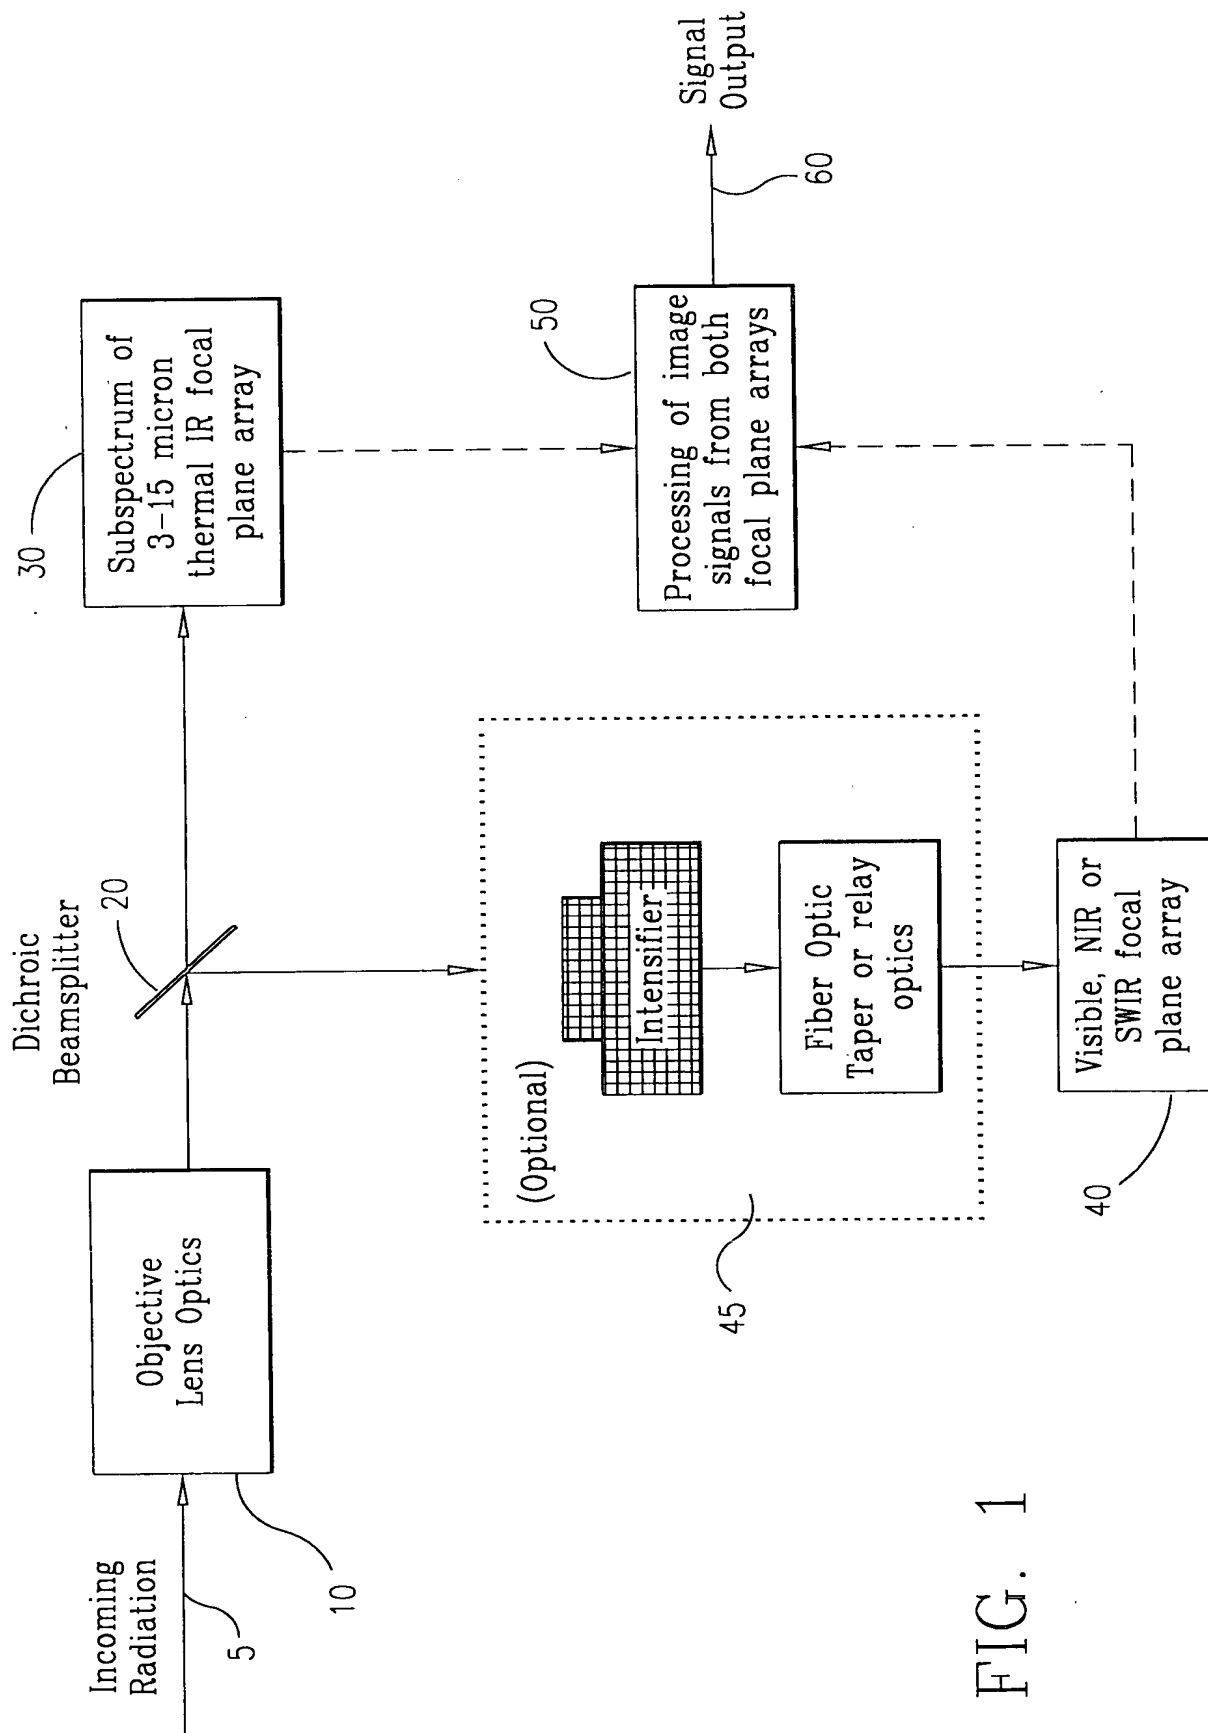 Incoming
Radiation
5
Objective
Lens Optics
10
Dichroic
Beamsplitter
20
Subspectrum of
3-15 micron
thermal IR focal
plane array
30
(Optional)
Intensifier
Fiber Optic
Taper or relay
optics
45
Visible, NIR or
SWIR focal
plane array
40
Processing of image
signals from both
focal plane arrays
50
Signal
Output
60
FIG. 1